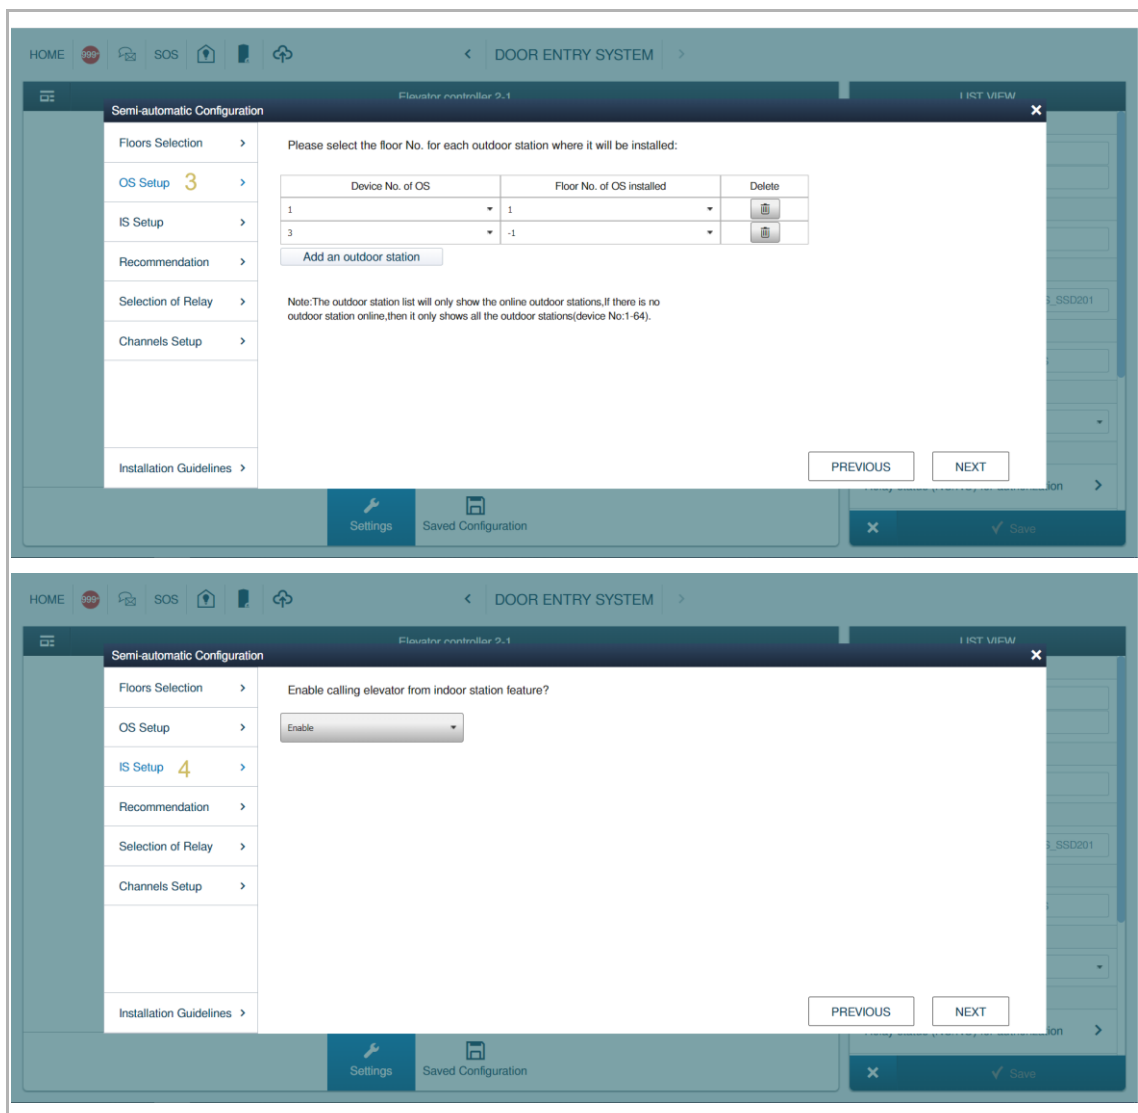 HOME 999+ SOS DOOR ENTRY SYSTEM
Elevator controller 2-1 LIST VIEW
Semi-automatic Configuration
Floors Selection
Please select the floor No. for each outdoor station where it will be installed:
OS Setup 3
Device No. of OS Floor No. of OS installed Delete
1 1
3 -1
IS Setup
Add an outdoor station
Recommendation
Selection of Relay
Note:The outdoor station list will only show the online outdoor stations,If there is no
outdoor station online,then it only shows all the outdoor stations(device No:1-64).
_SSD201
Channels Setup
Installation Guidelines
PREVIOUS NEXT
Settings Saved Configuration
Save
HOME 999+ SOS DOOR ENTRY SYSTEM
Elevator controller 2-1 LIST VIEW
Semi-automatic Configuration
Floors Selection
Enable calling elevator from indoor station feature?
OS Setup
Enable
IS Setup 4
Recommendation
Selection of Relay
_SSD201
Channels Setup
Installation Guidelines
PREVIOUS NEXT
Settings Saved Configuration
Save